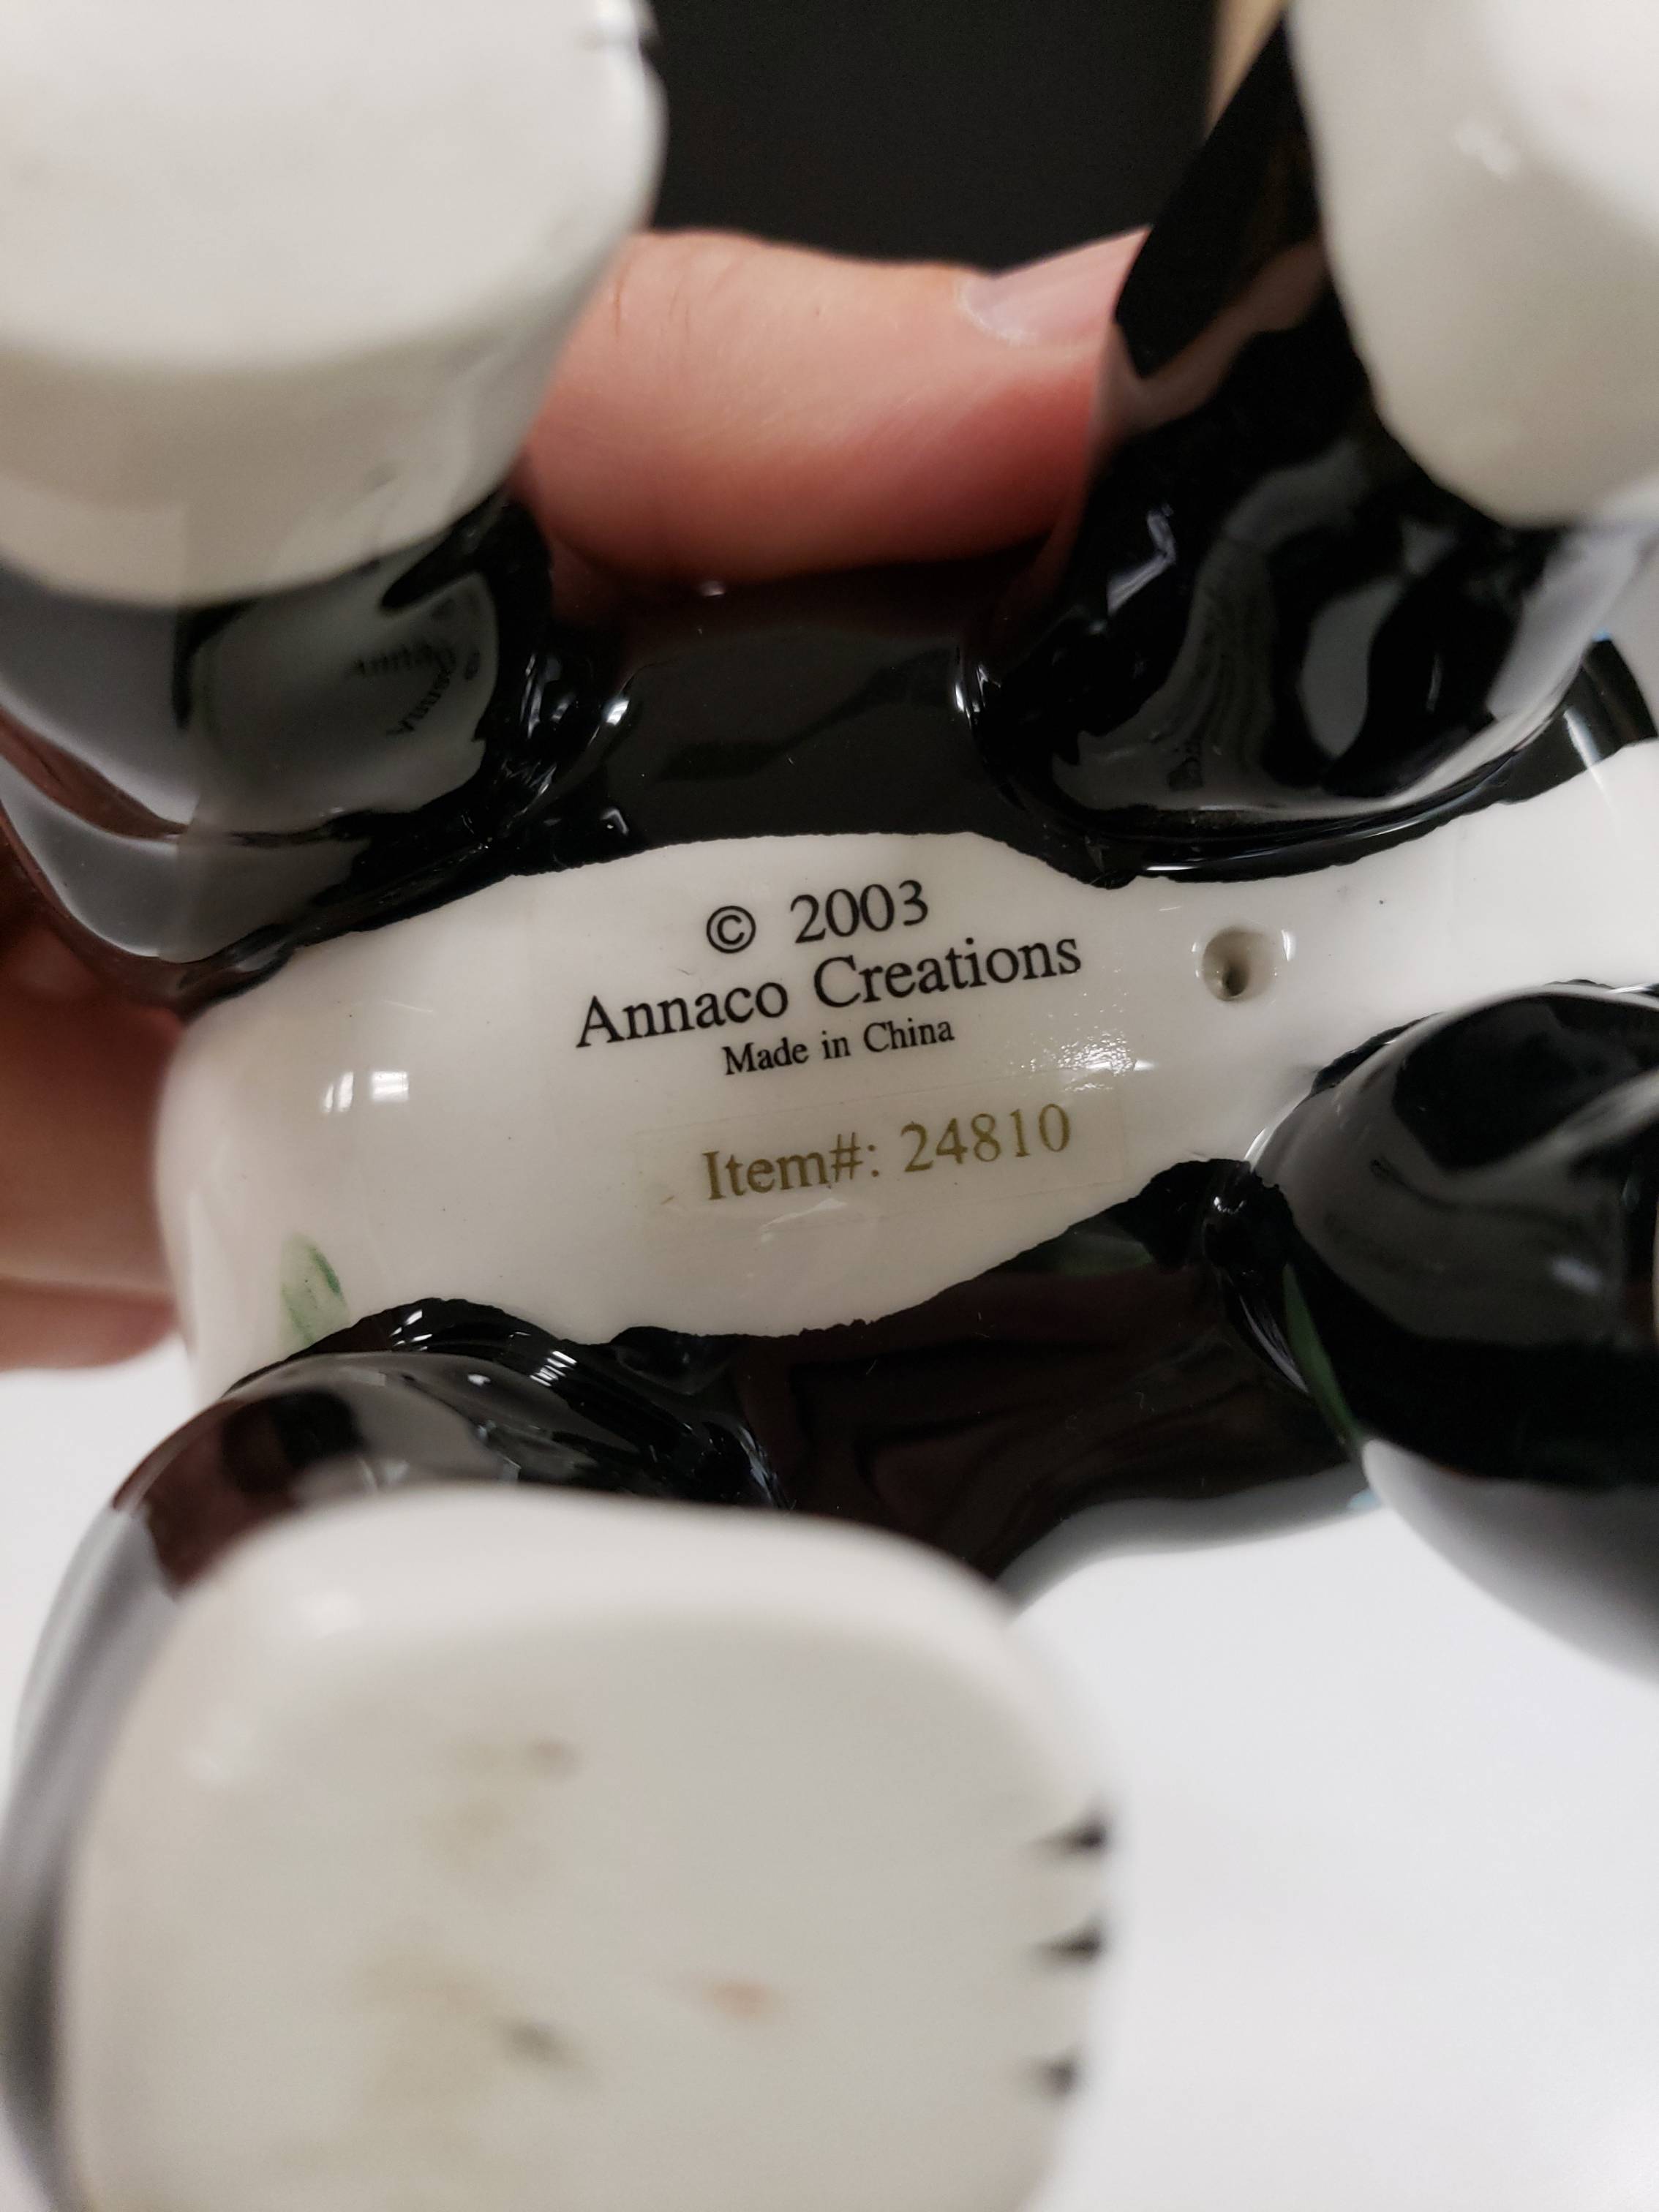 © 2003
Annaco Creations
Made in China
Item#: 24810